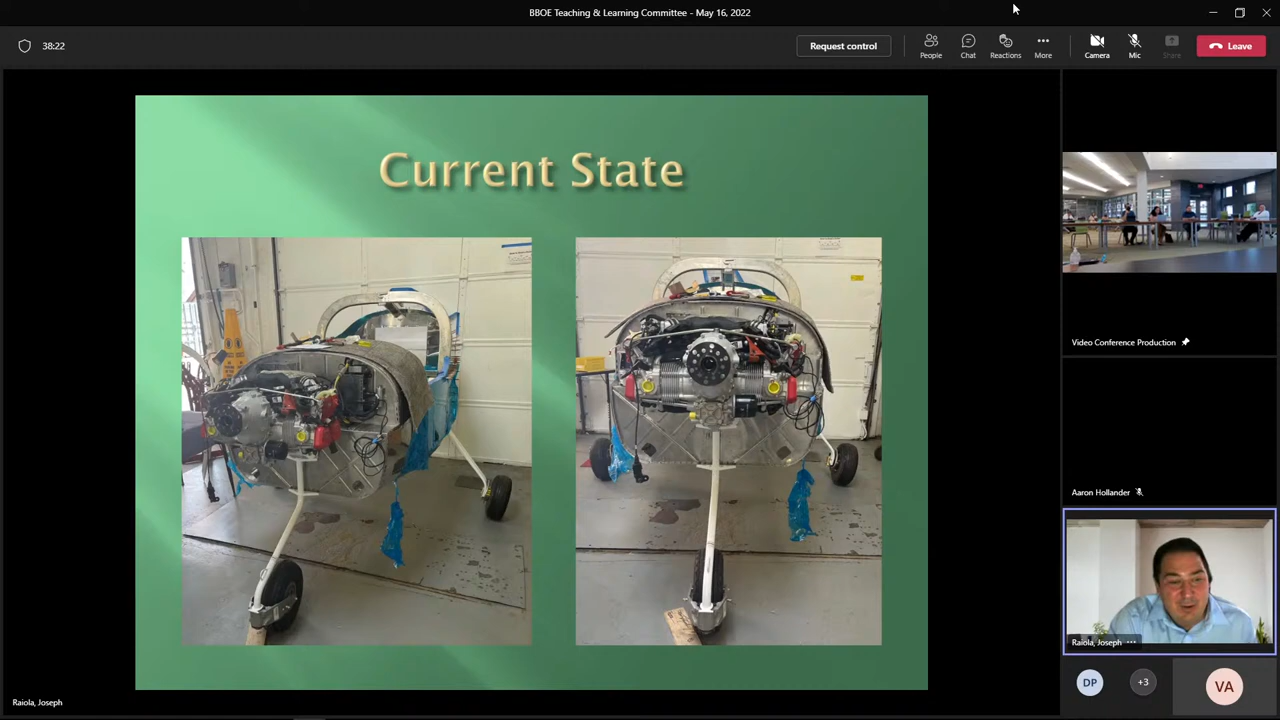 BBOE Teaching & Learning Committee - May 16, 2022
38:22
Request control
People
Chat
Reactions
More
Camera
Mic
Share
Leave
Current State
Video Conference Production
Aaron Hollander
Raiola, Joseph
DP
+3
VA
Raiola, Joseph